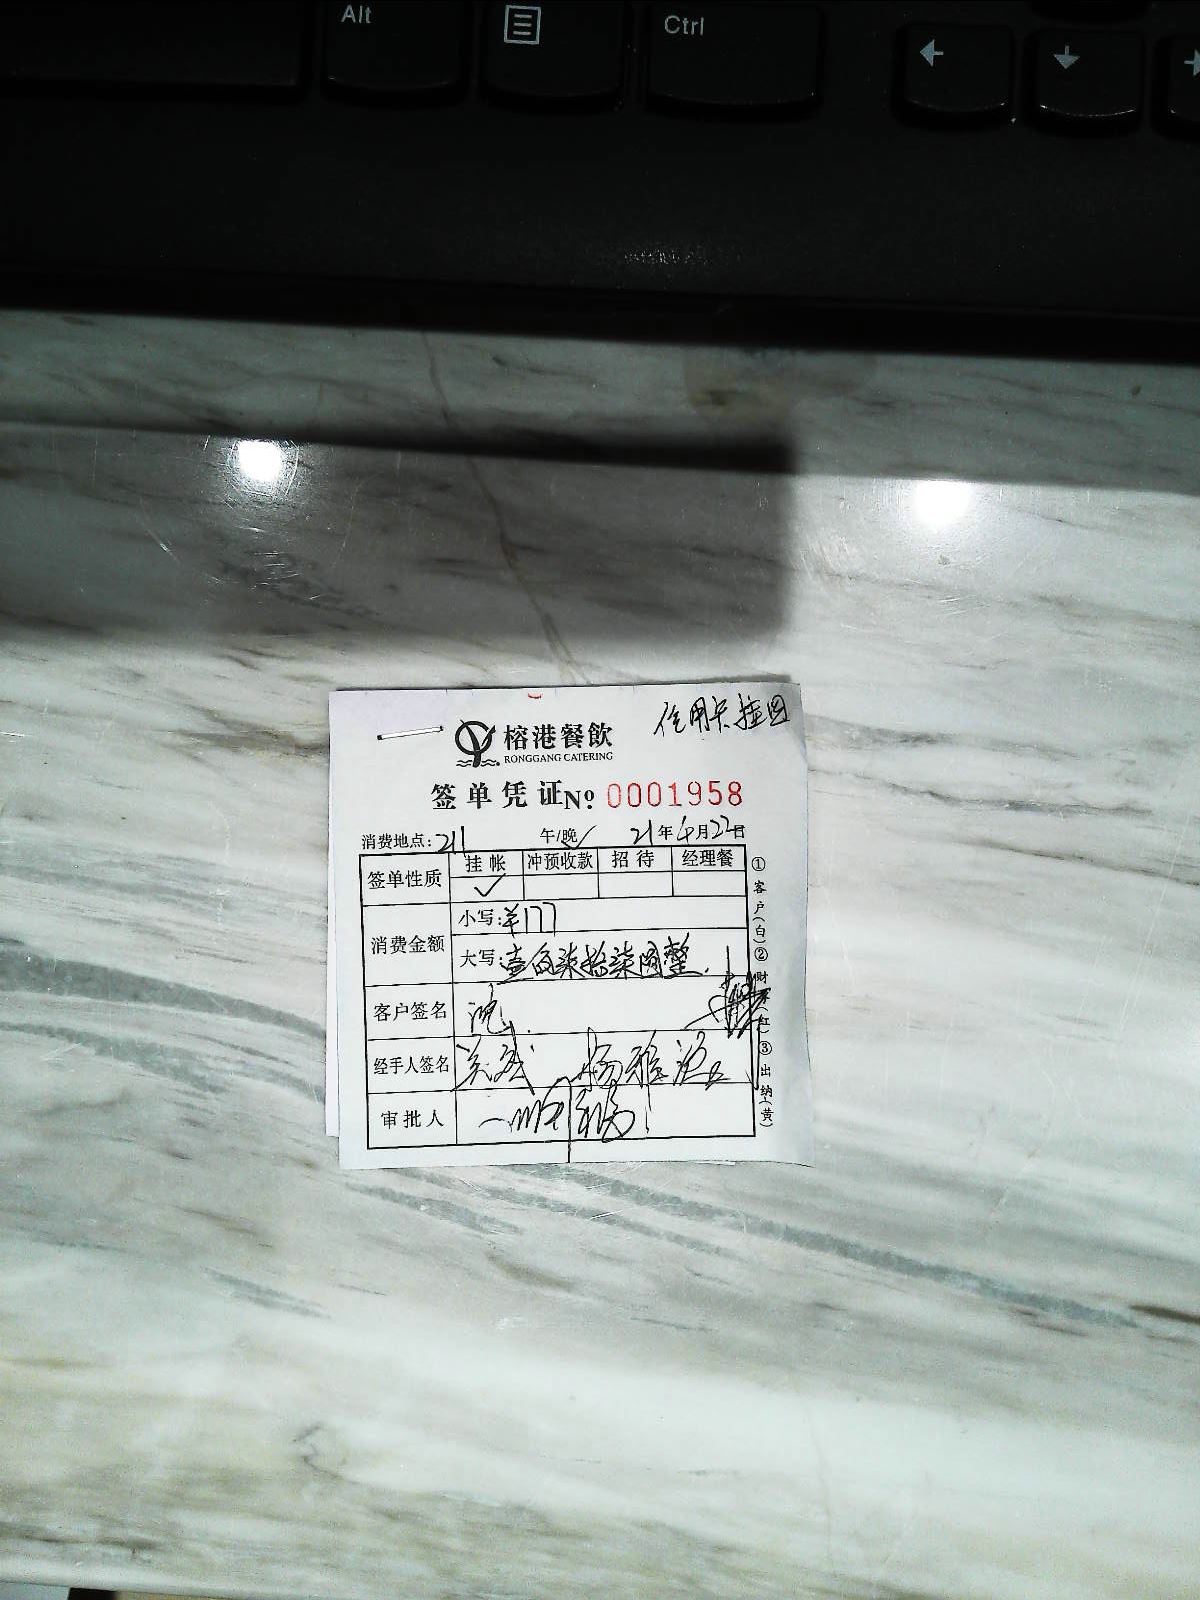 Alt
Ctrl
信用卡挂
榕港餐飲
RONGGANG CATERING
签单凭证 Nº 0001958
消费地点: 211 午/晚✓ 21年4月22日
签单性质 挂帐 冲预收款 招待 经理餐
✓
消费金额 小写: ¥177
大写: 壹佰柒拾柒圆整
客户签名
经手人签名
审批人
①客户(白)②财务(红)③出纳(黄)